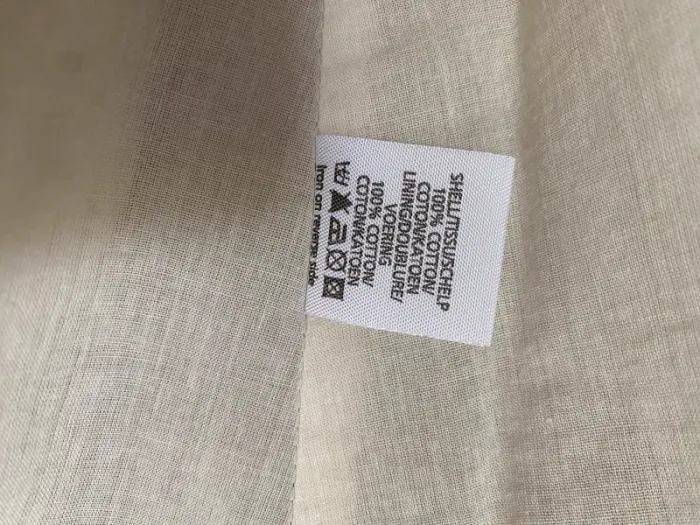 SHELL/TISSU/SCHELP
100% COTTON/
COTON/KATOEN
LINING/DOUBLURE/
VOERING
100% COTTON/
COTON/KATOEN
Iron on reverse side